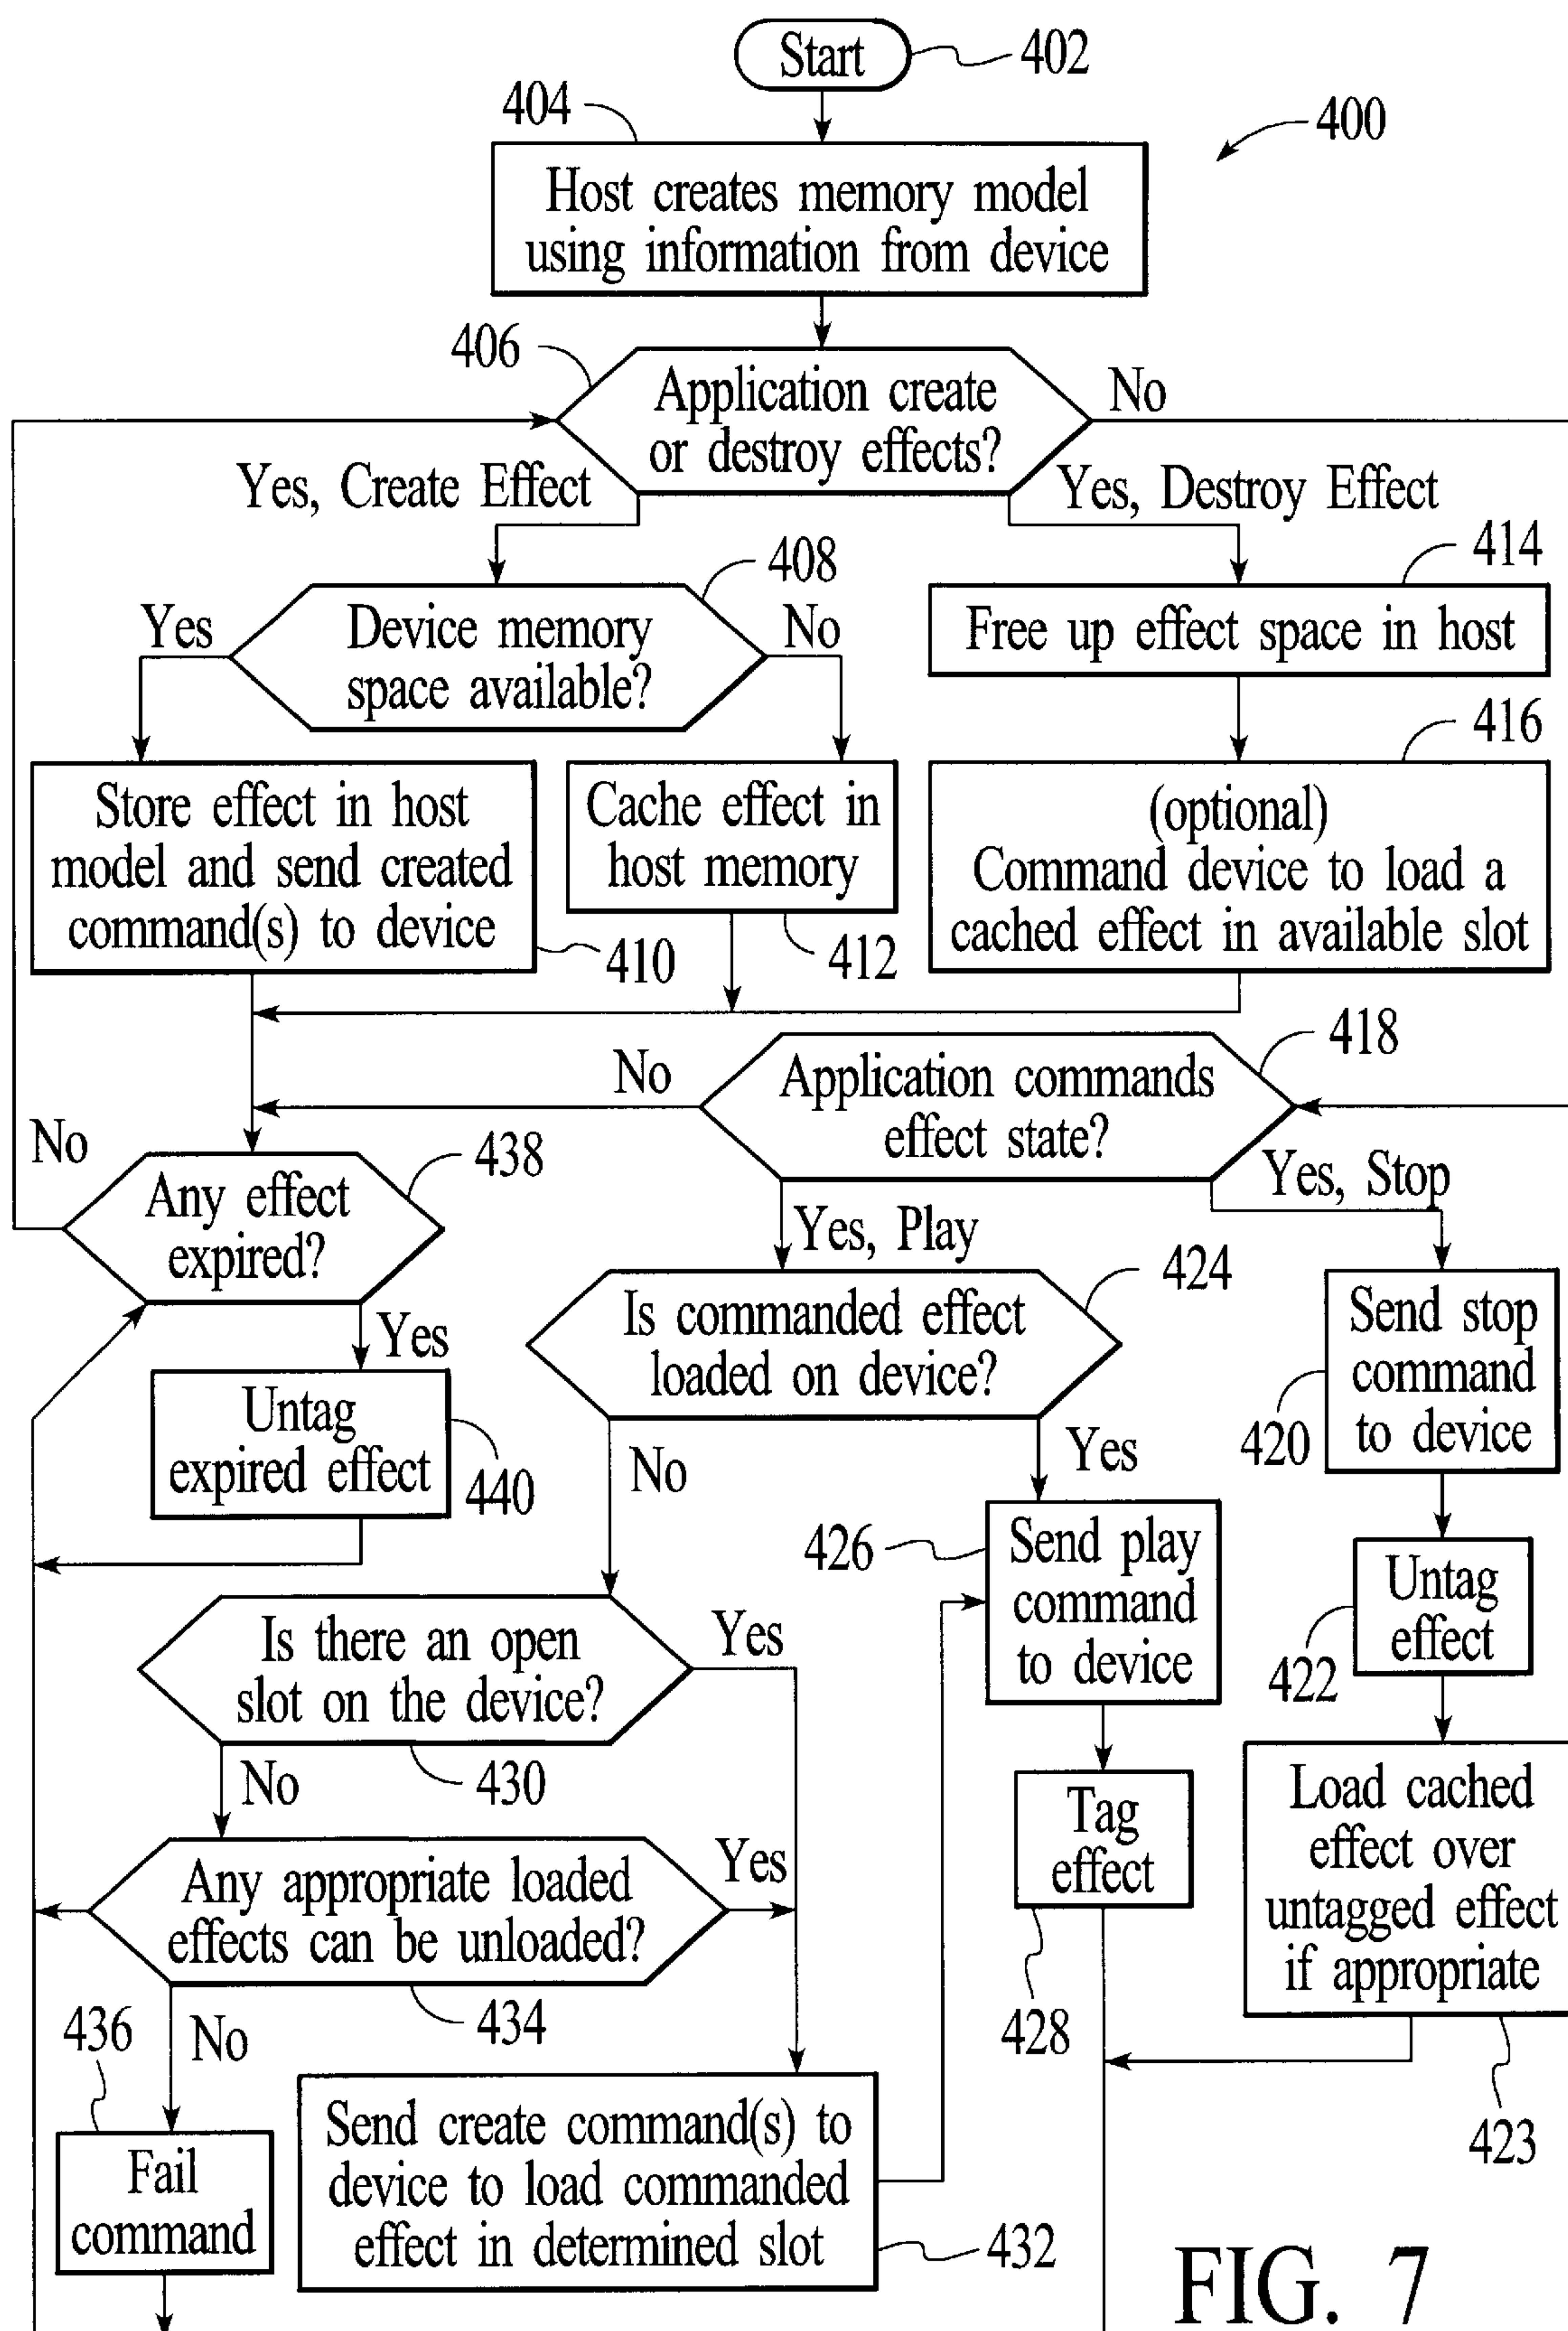 Start
402
404
400
Host creates memory model
using information from device
406
Application create
or destroy effects?
No
Yes, Create Effect
Yes, Destroy Effect
408
414
Yes
Device memory
space available?
No
Free up effect space in host
416
Store effect in host
model and send created
command(s) to device
410
Cache effect in
host memory
412
(optional)
Command device to load a
cached effect in available slot
418
No
Application commands
effect state?
No
438
Any effect
expired?
Yes, Stop
Yes, Play
424
Yes
Is commanded effect
loaded on device?
Send stop
command
to device
420
Untag
expired effect
440
No
Yes
426
Send play
command
to device
Untag
effect
422
Is there an open
slot on the device?
Yes
No
430
Tag
effect
428
Load cached
effect over
untagged effect
if appropriate
423
Any appropriate loaded
effects can be unloaded?
Yes
434
436
No
Fail
command
Send create command(s) to
device to load commanded
effect in determined slot
432
FIG. 7